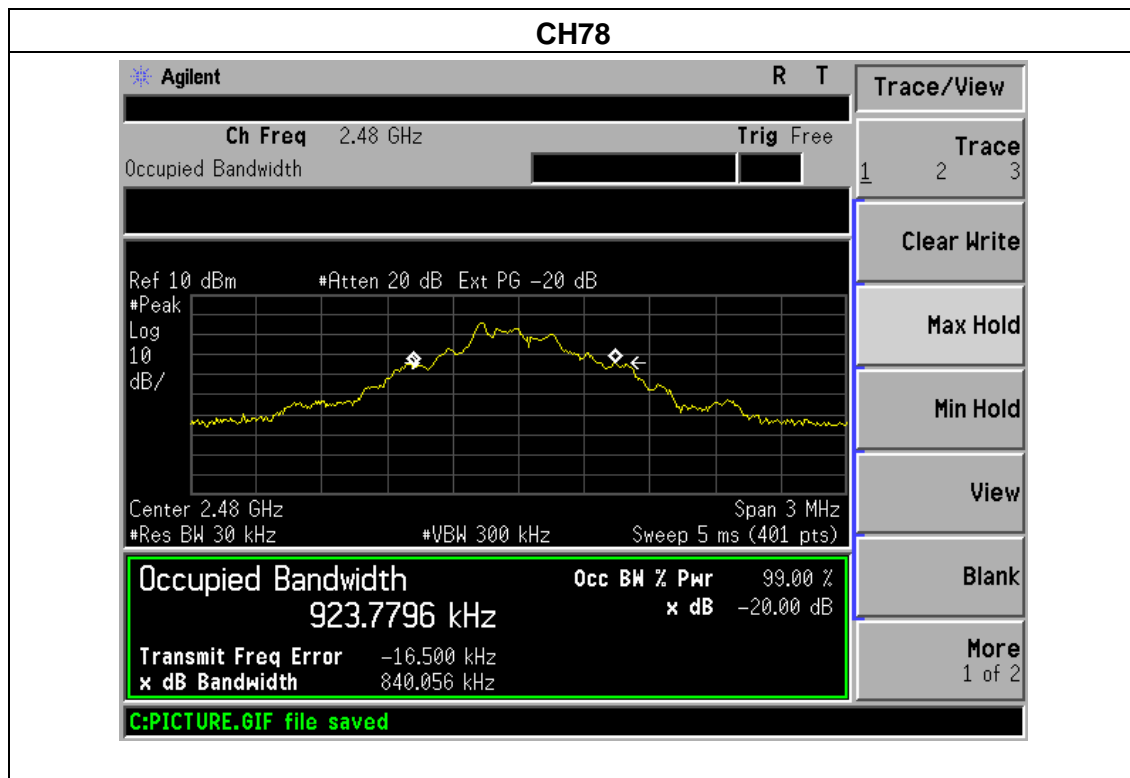 CH78
Agilent R T
Trace/View
Ch Freq 2.48 GHz Trig Free
Occupied Bandwidth
Trace
1 2 3
Clear Write
Ref 10 dBm #Atten 20 dB Ext PG -20 dB
#Peak
Log
10
dB/
Max Hold
Min Hold
View
Center 2.48 GHz Span 3 MHz
#Res BW 30 kHz #VBW 300 kHz Sweep 5 ms (401 pts)
Occupied Bandwidth Occ BW % Pwr 99.00 %
923.7796 kHz x dB -20.00 dB
Blank
Transmit Freq Error -16.500 kHz
x dB Bandwidth 840.056 kHz
More
1 of 2
C:PICTURE.GIF file saved